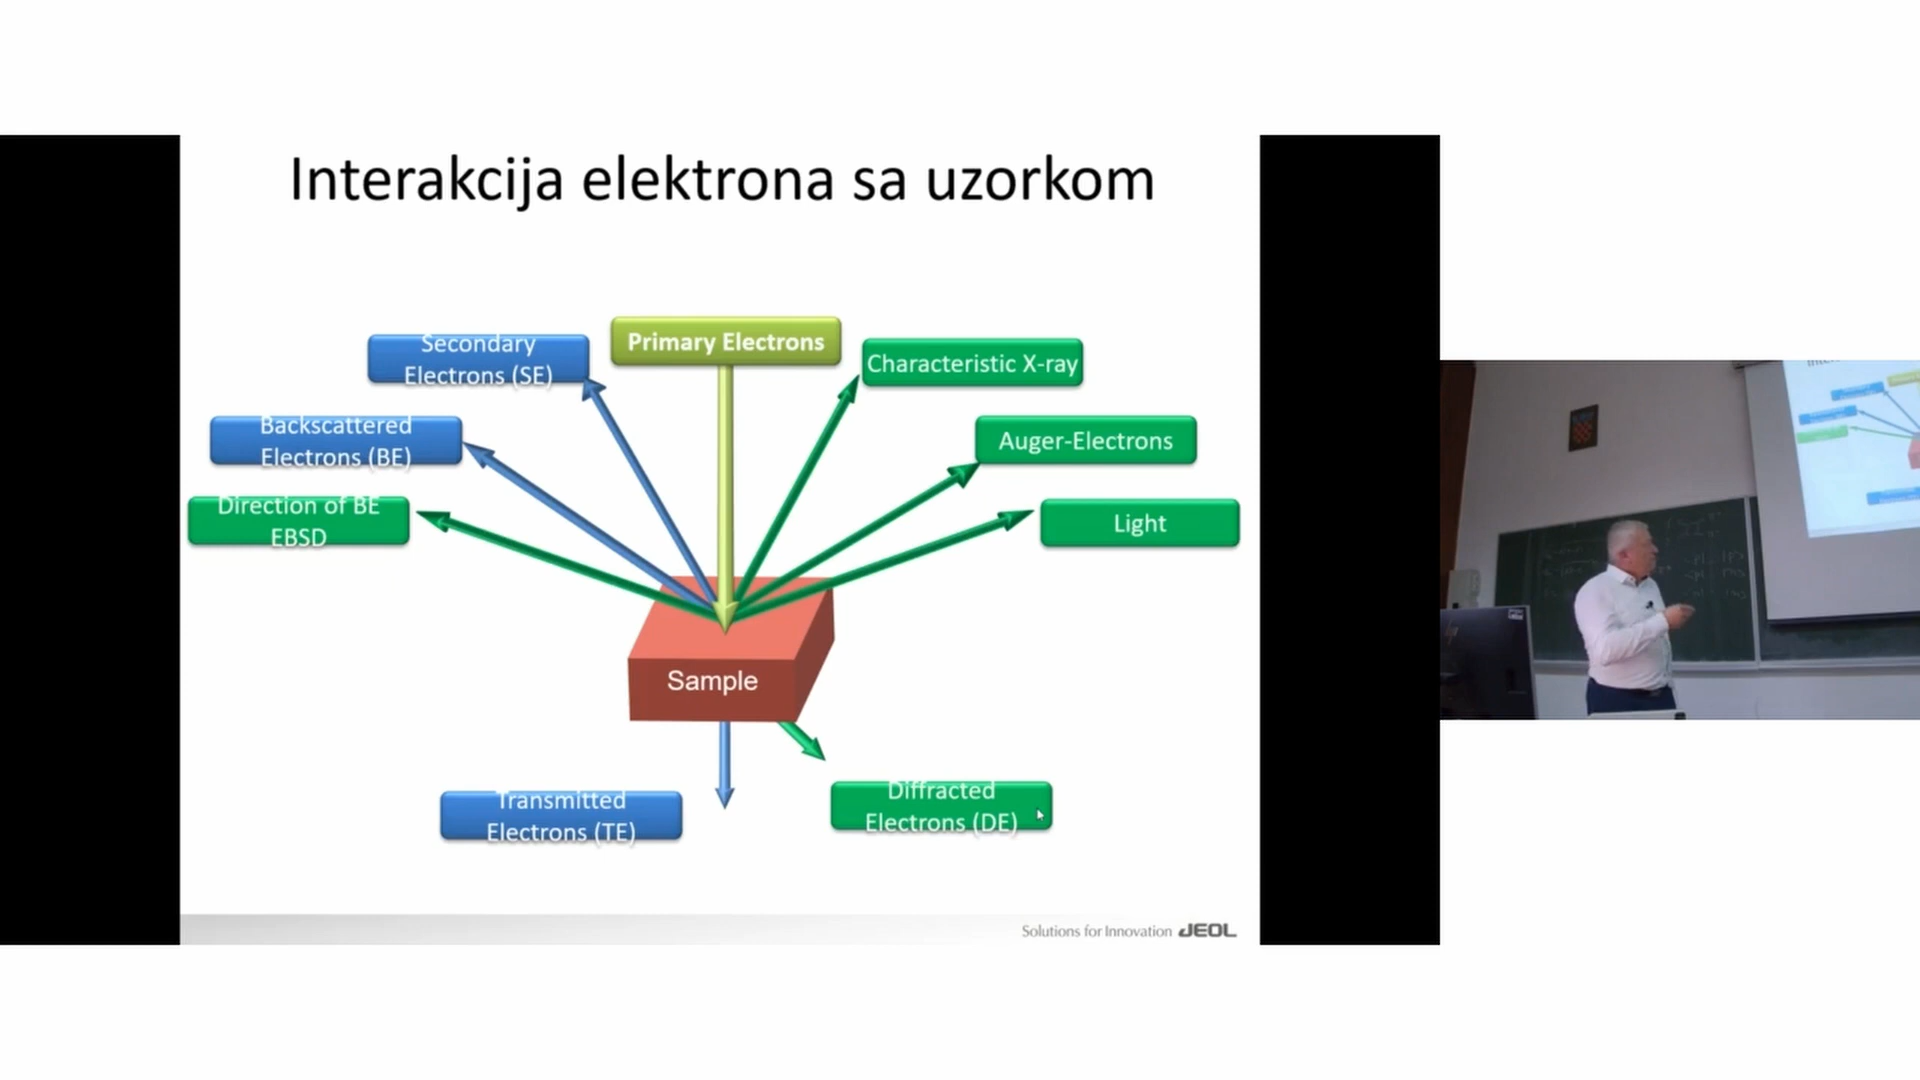 Interakcija elektrona sa uzorkom
Primary Electrons
Secondary
Electrons (SE)
Characteristic X-ray
Backscattered
Electrons (BE)
Auger-Electrons
Direction of BE
EBSD
Light
Sample
Transmitted
Electrons (TE)
Diffracted
Electrons (DE)
Solutions for Innovation JEOL